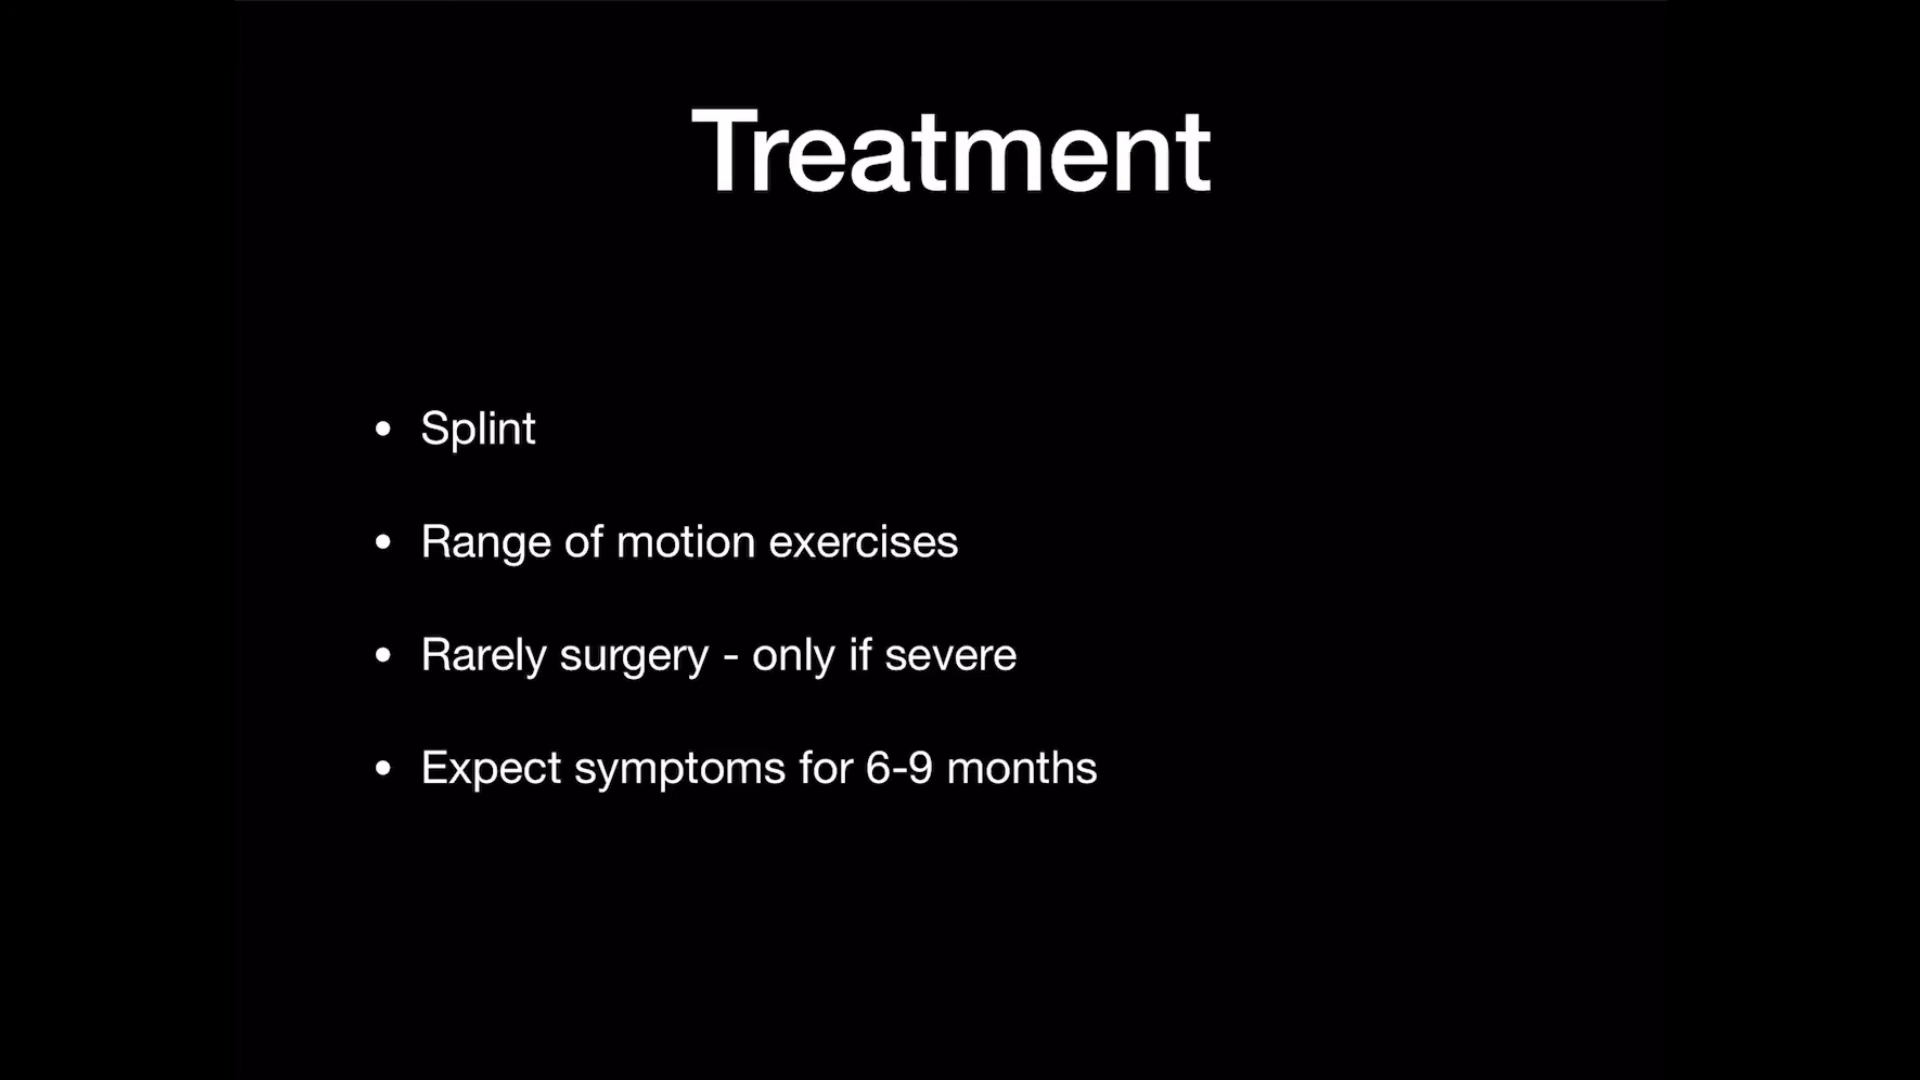 Treatment
• Splint
• Range of motion exercises
• Rarely surgery - only if severe
• Expect symptoms for 6-9 months